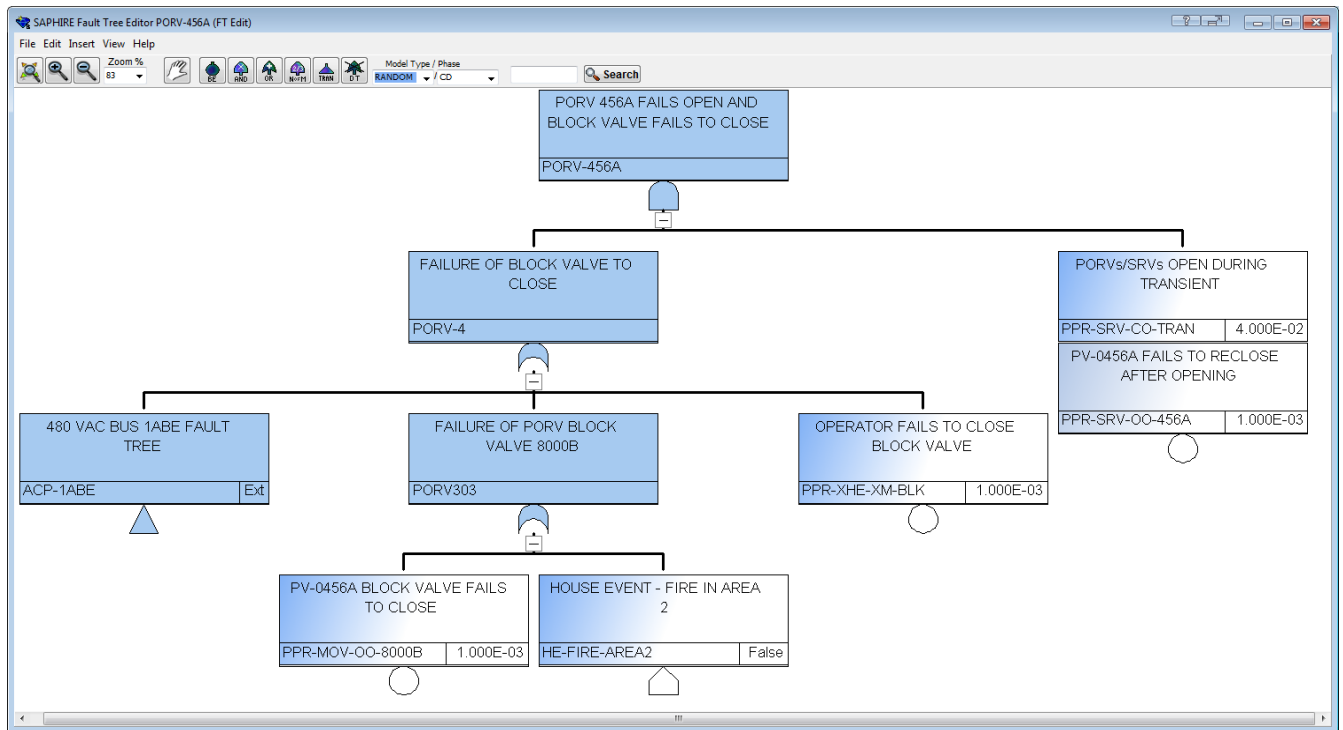 SAPHIRE Fault Tree Editor PORV-456A (FT Edit)
File Edit Insert View Help
Zoom %
83
BE
AND
OR
NorM
TRAN
DT
Model Type / Phase
RANDOM / CD
Search
PORV 456A FAILS OPEN AND
BLOCK VALVE FAILS TO CLOSE
PORV-456A
FAILURE OF BLOCK VALVE TO
CLOSE
PORV-4
PORVs/SRVs OPEN DURING
TRANSIENT
PPR-SRV-CO-TRAN 4.000E-02
PV-0456A FAILS TO RECLOSE
AFTER OPENING
PPR-SRV-OO-456A 1.000E-03
480 VAC BUS 1ABE FAULT
TREE
ACP-1ABE Ext
FAILURE OF PORV BLOCK
VALVE 8000B
PORV303
OPERATOR FAILS TO CLOSE
BLOCK VALVE
PPR-XHE-XM-BLK 1.000E-03
PV-0456A BLOCK VALVE FAILS
TO CLOSE
PPR-MOV-OO-8000B 1.000E-03
HOUSE EVENT - FIRE IN AREA
2
HE-FIRE-AREA2 False